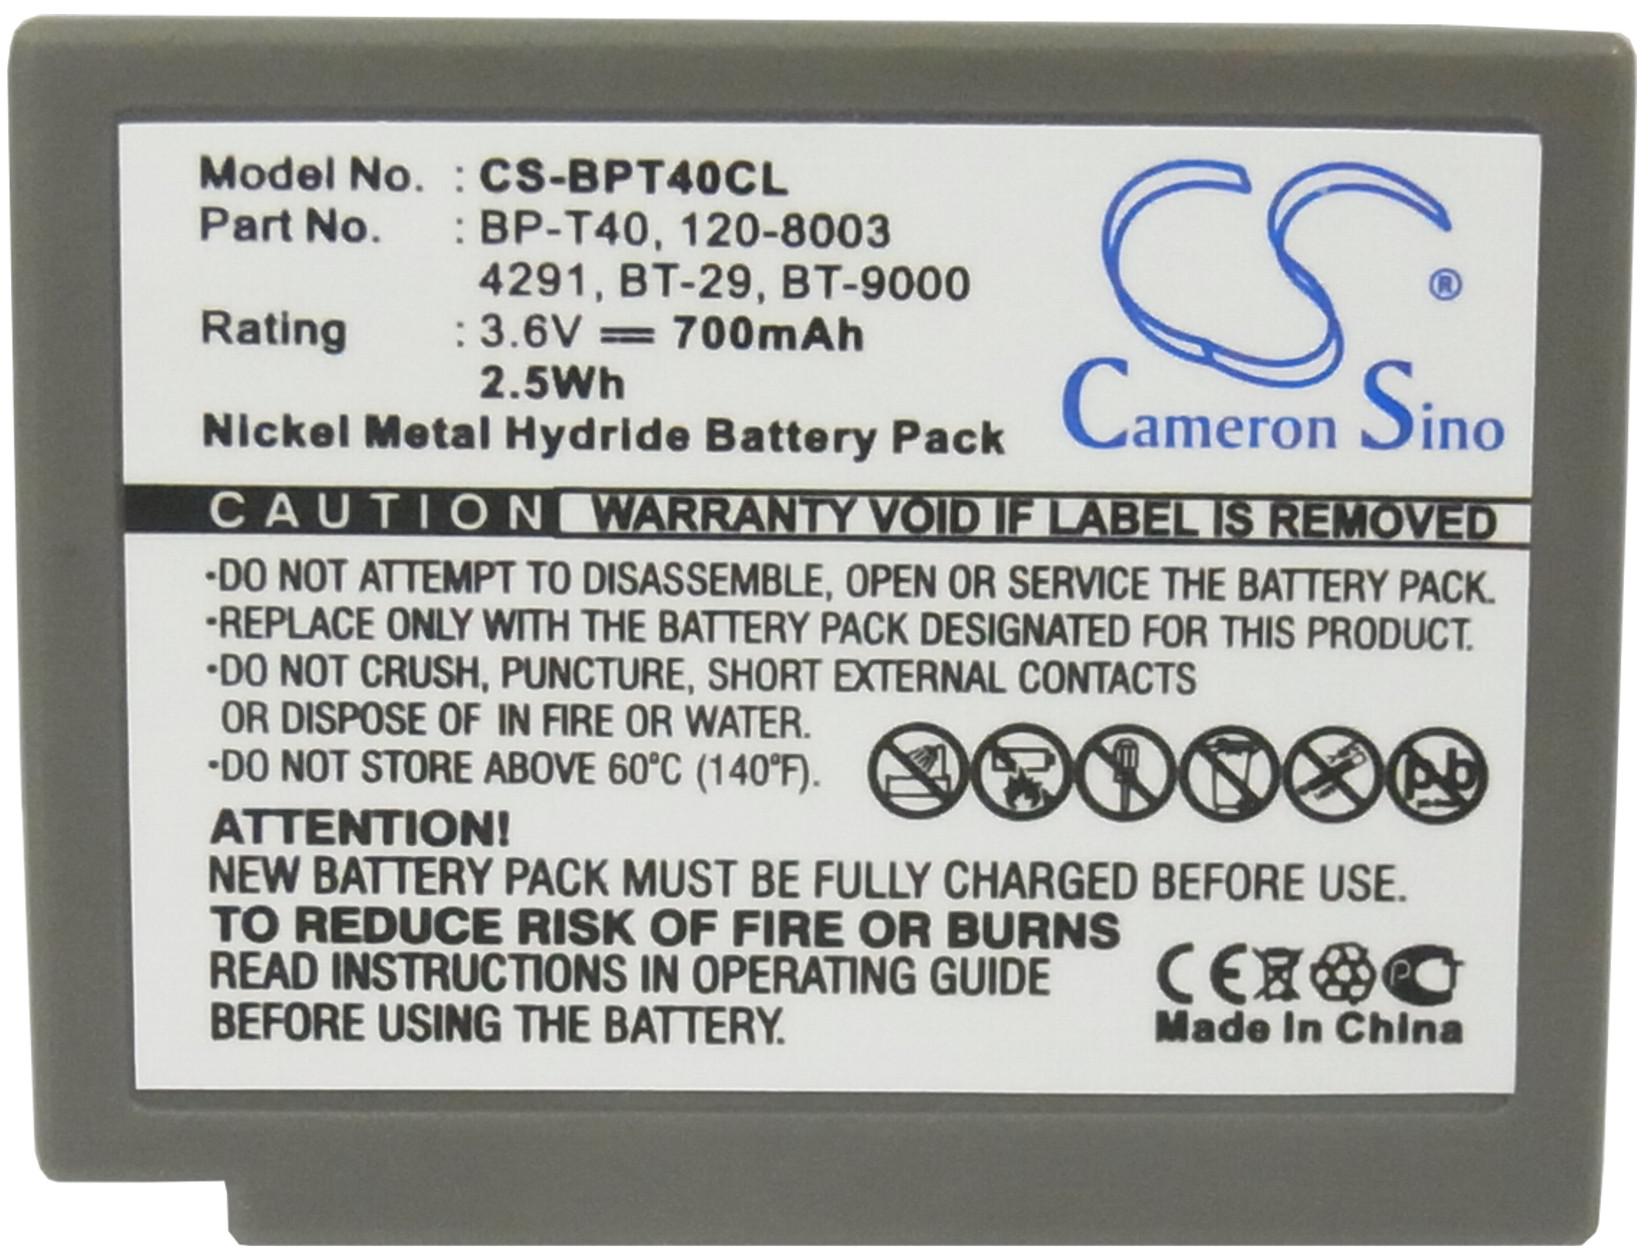 Model No. : CS-BPT40CL
Part No. : BP-T40, 120-8003
4291, BT-29, BT-9000
Rating : 3.6V ⎓ 700mAh
2.5Wh
Nickel Metal Hydride Battery Pack
CS ®
Cameron Sino
CAUTION WARRANTY VOID IF LABEL IS REMOVED
·DO NOT ATTEMPT TO DISASSEMBLE, OPEN OR SERVICE THE BATTERY PACK.
·REPLACE ONLY WITH THE BATTERY PACK DESIGNATED FOR THIS PRODUCT.
·DO NOT CRUSH, PUNCTURE, SHORT EXTERNAL CONTACTS
OR DISPOSE OF IN FIRE OR WATER.
·DO NOT STORE ABOVE 60°C (140°F).
Pb
ATTENTION!
NEW BATTERY PACK MUST BE FULLY CHARGED BEFORE USE.
TO REDUCE RISK OF FIRE OR BURNS
READ INSTRUCTIONS IN OPERATING GUIDE
BEFORE USING THE BATTERY.
CE PCT
Made In China